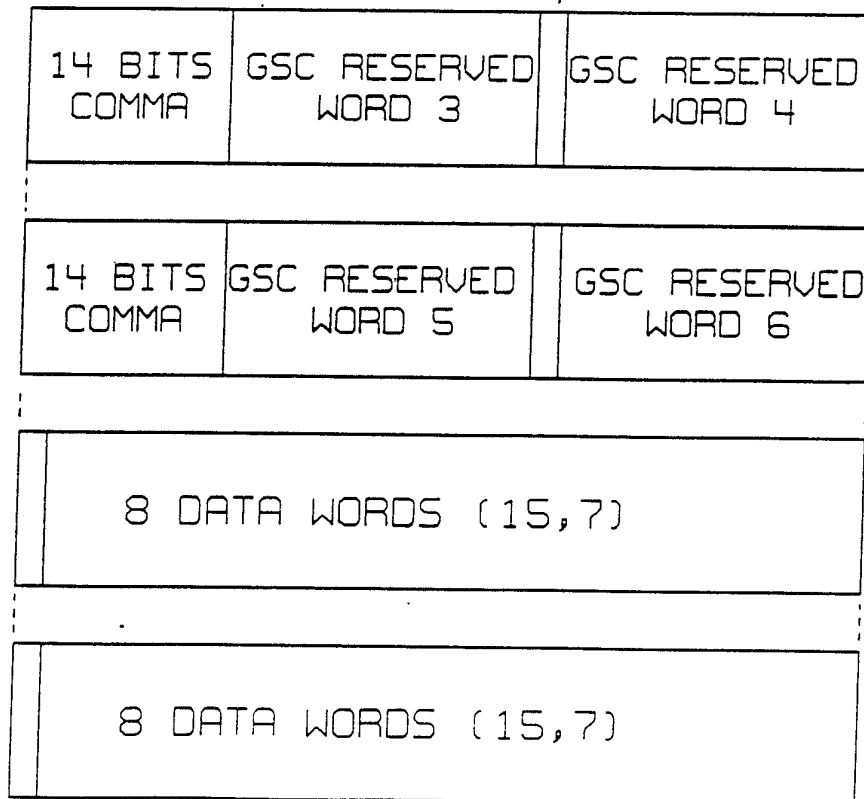 14 BITS
COMMA
GSC RESERVED
WORD 3
GSC RESERVED
WORD 4
14 BITS
COMMA
GSC RESERVED
WORD 5
GSC RESERVED
WORD 6
8 DATA WORDS (15,7)
8 DATA WORDS (15,7)